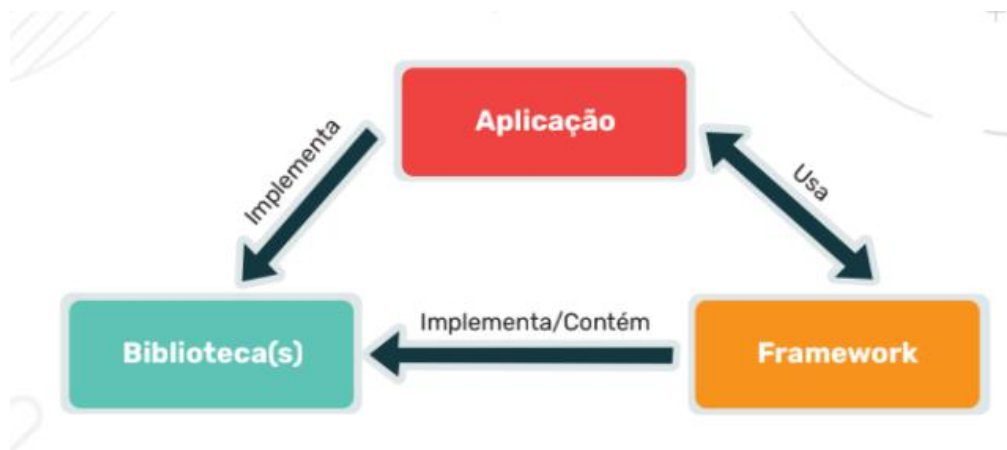 Aplicação
Implementa
Usa
Implementa/Contém
Biblioteca(s)
Framework